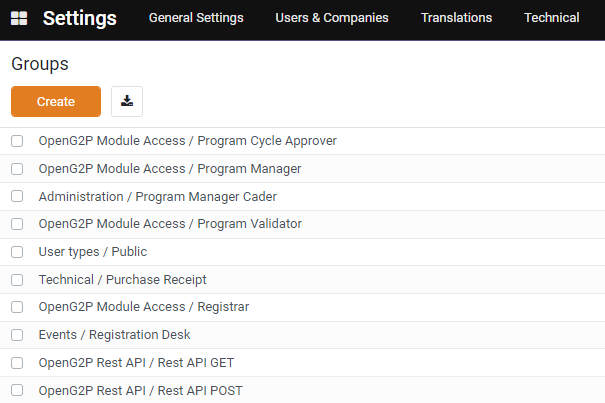 Settings General Settings Users & Companies Translations Technical
Groups
Create
OpenG2P Module Access / Program Cycle Approver
OpenG2P Module Access / Program Manager
Administration / Program Manager Cader
OpenG2P Module Access / Program Validator
User types / Public
Technical / Purchase Receipt
OpenG2P Module Access / Registrar
Events / Registration Desk
OpenG2P Rest API / Rest API GET
OpenG2P Rest API / Rest API POST